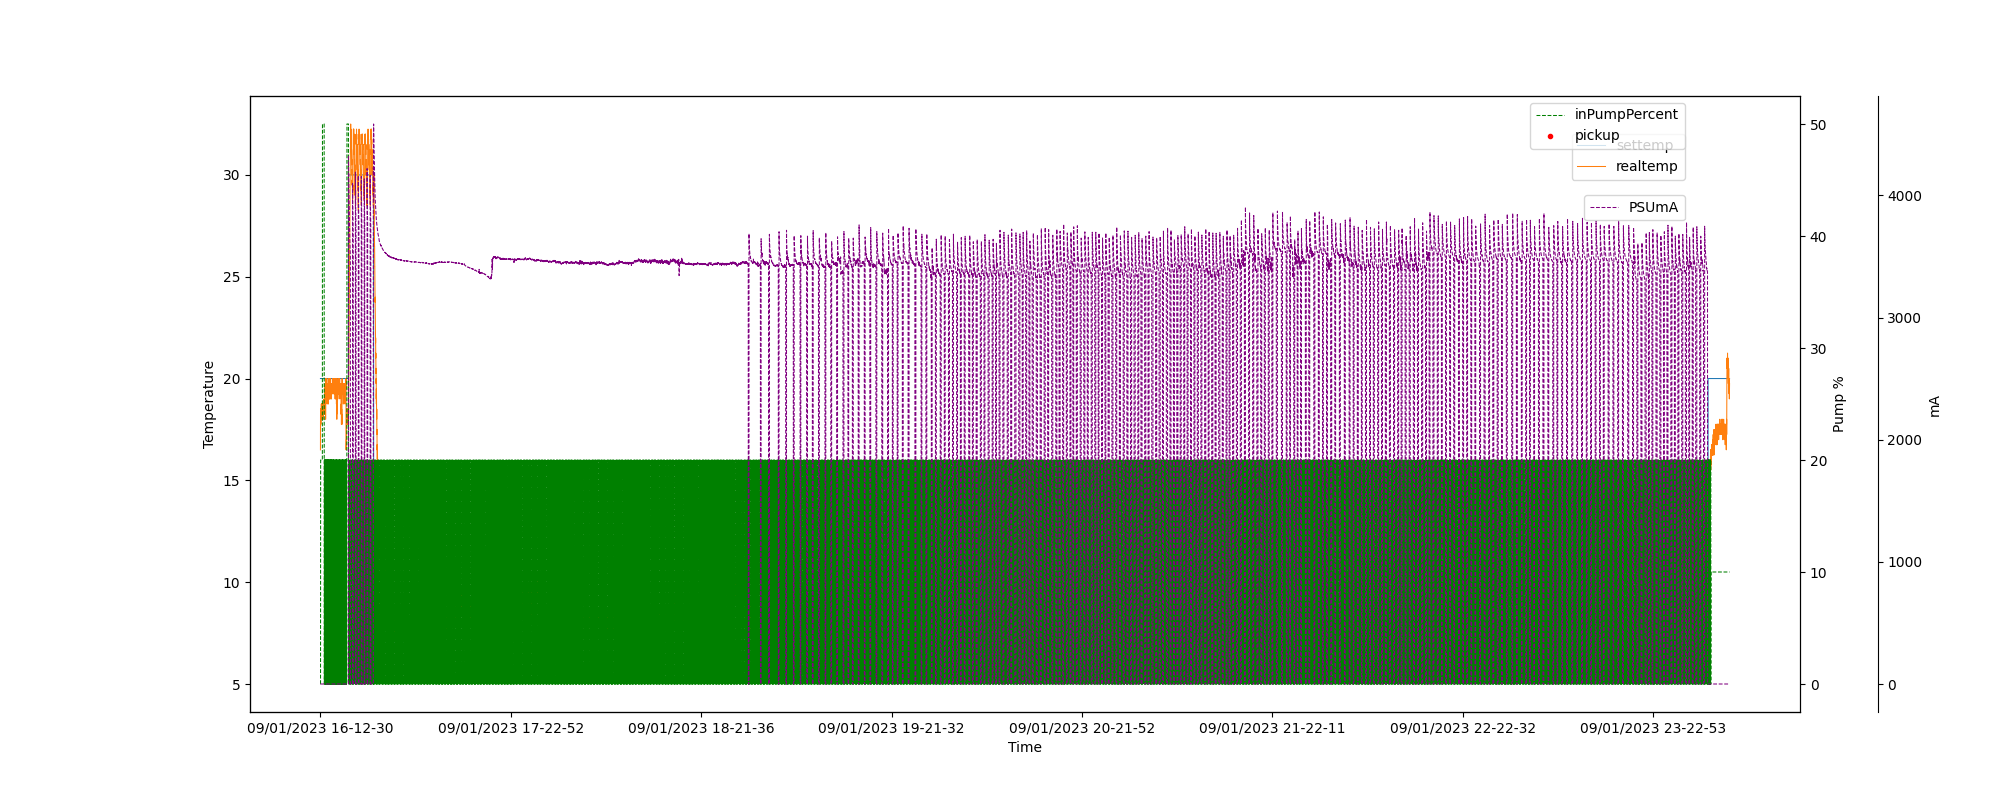 inPumpPercent
pickup
settemp
realtemp
PSUmA
30
25
20
15
10
5
Temperature
50
40
30
20
10
0
Pump %
4000
3000
2000
1000
0
mA
09/01/2023 16-12-30
09/01/2023 17-22-52
09/01/2023 18-21-36
09/01/2023 19-21-32
09/01/2023 20-21-52
09/01/2023 21-22-11
09/01/2023 22-22-32
09/01/2023 23-22-53
Time